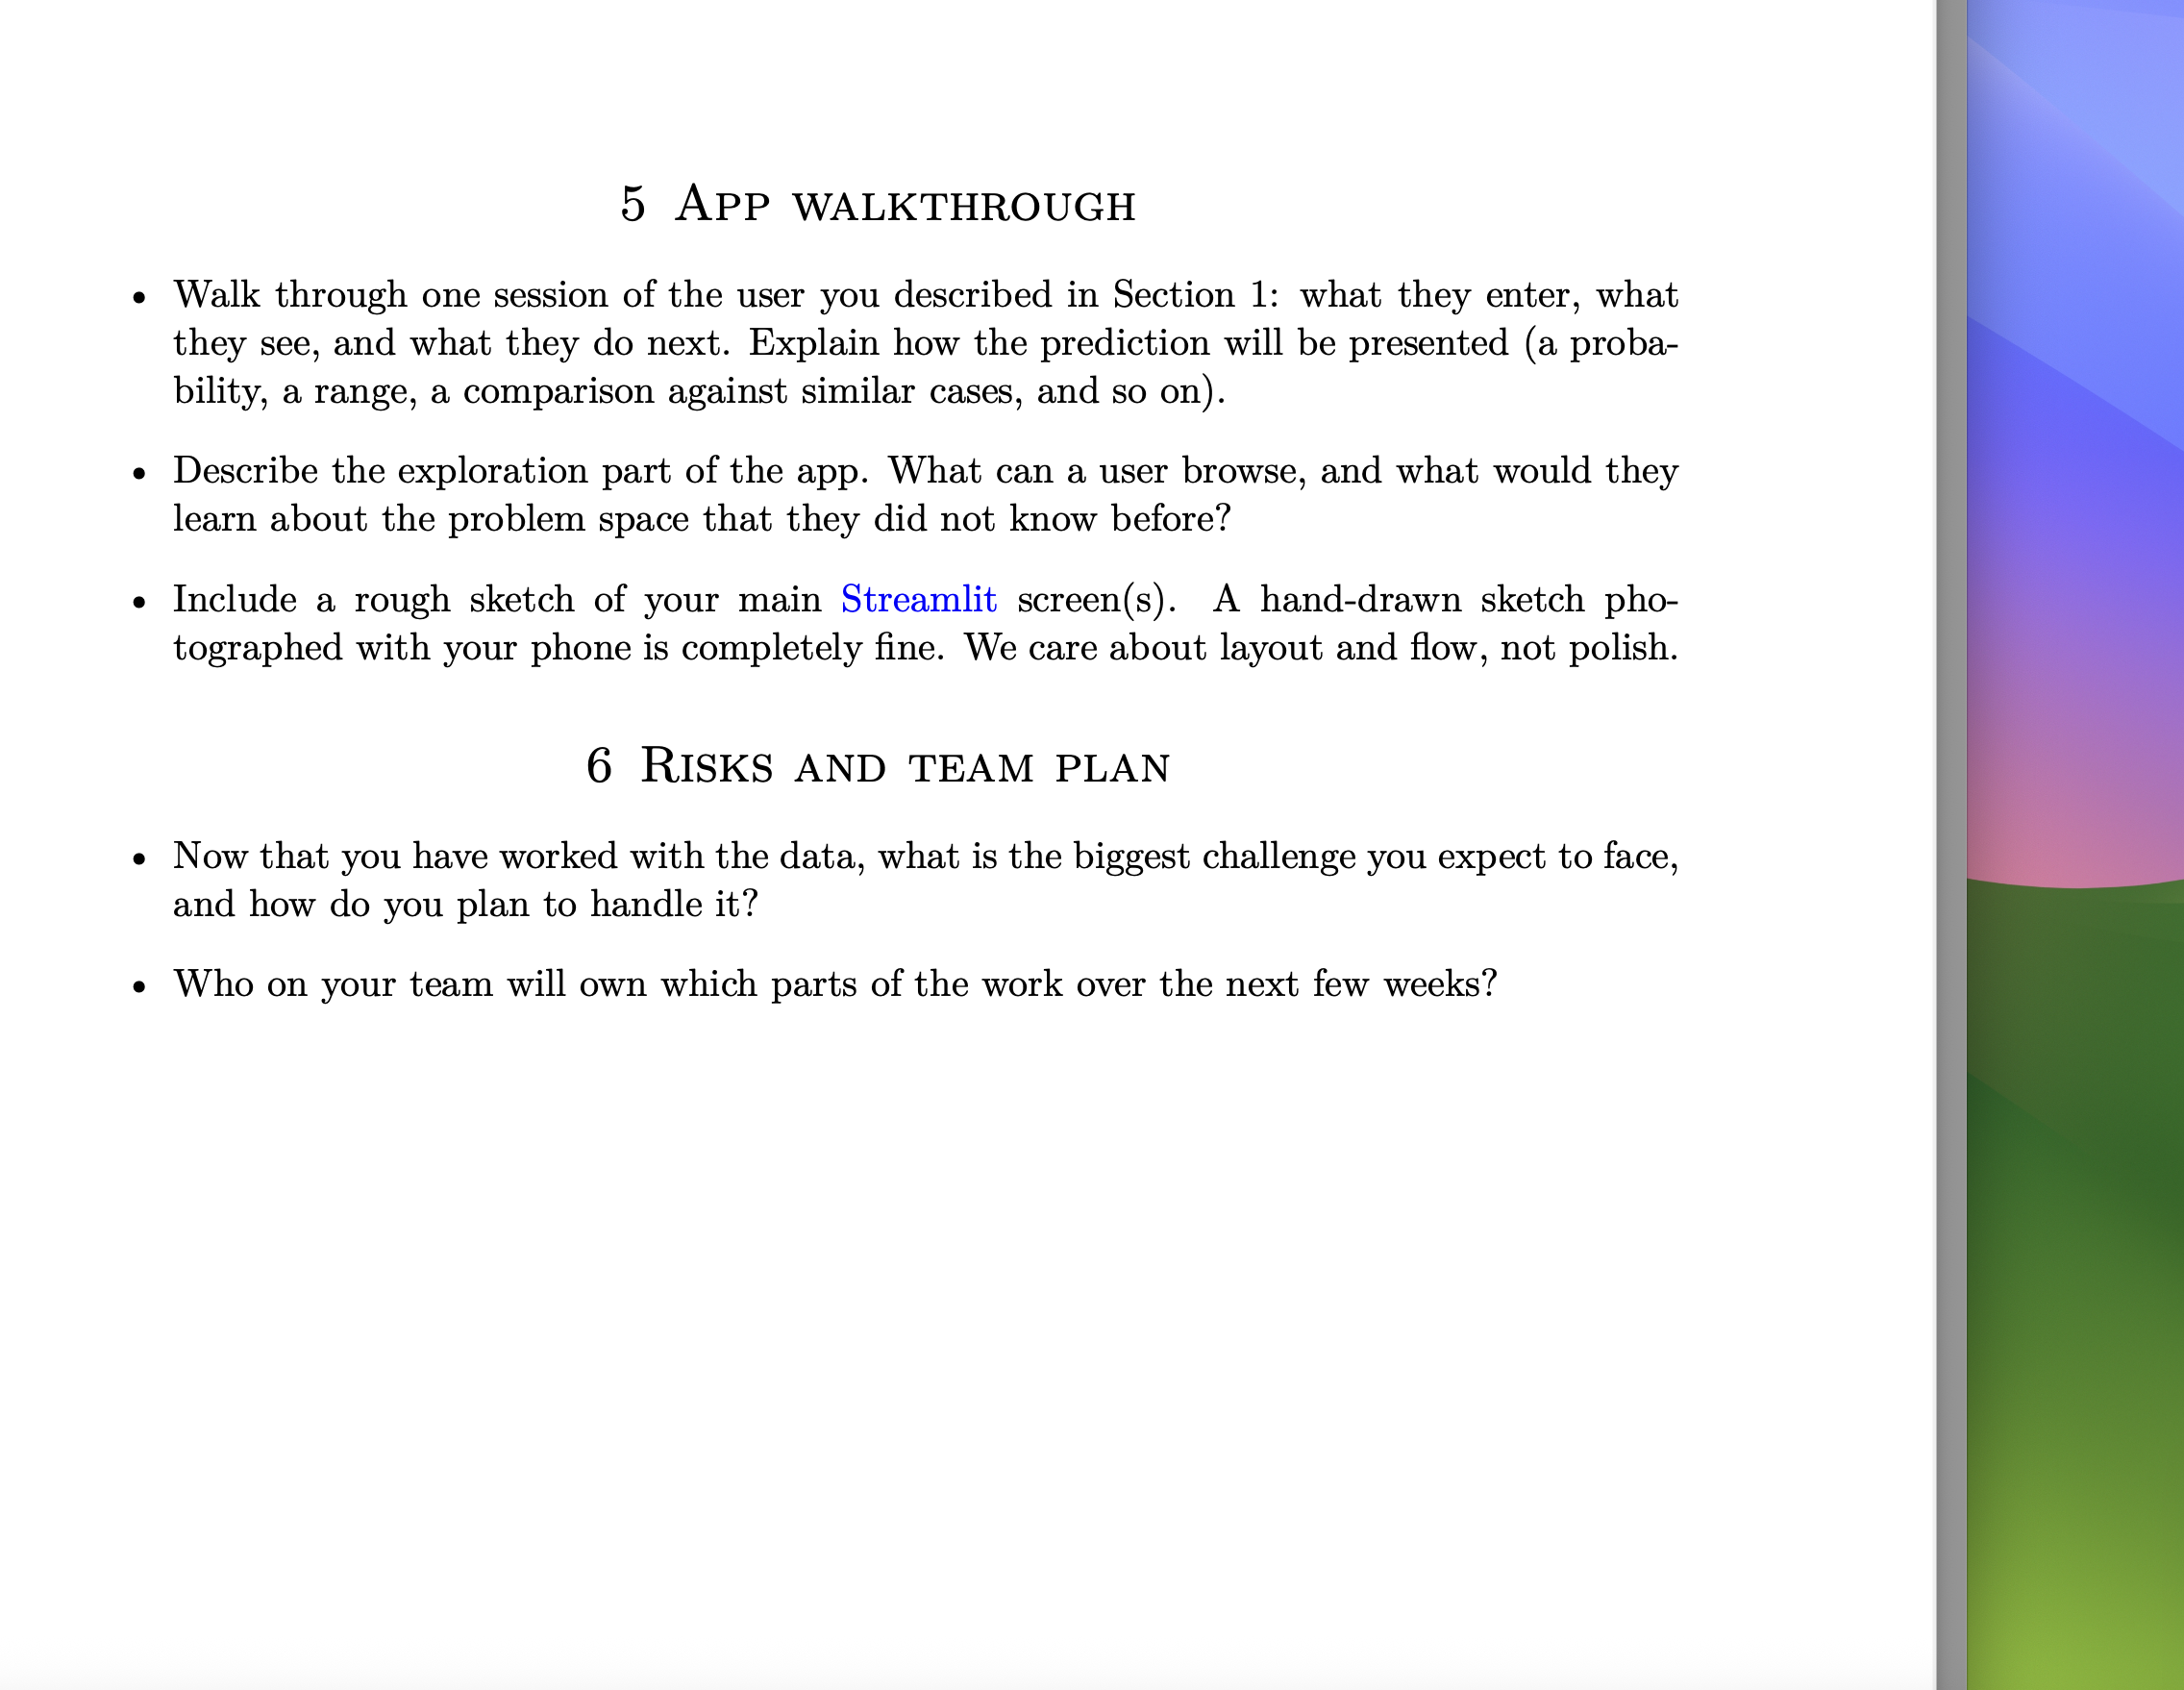 5 App walkthrough
• Walk through one session of the user you described in Section 1: what they enter, what
they see, and what they do next. Explain how the prediction will be presented (a proba-
bility, a range, a comparison against similar cases, and so on).
• Describe the exploration part of the app. What can a user browse, and what would they
learn about the problem space that they did not know before?
• Include a rough sketch of your main Streamlit screen(s). A hand-drawn sketch pho-
tographed with your phone is completely fine. We care about layout and flow, not polish.
6 Risks and team plan
• Now that you have worked with the data, what is the biggest challenge you expect to face,
and how do you plan to handle it?
• Who on your team will own which parts of the work over the next few weeks?